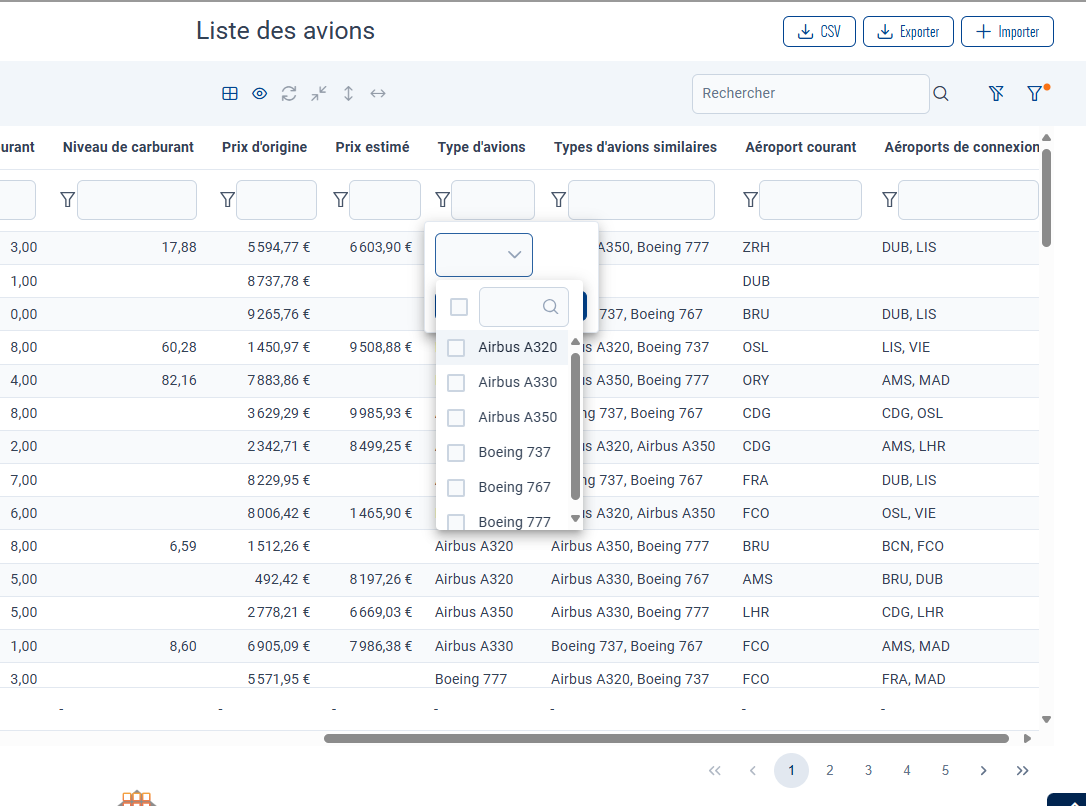 Liste des avions
CSV
Exporter
Importer
Rechercher
urant Niveau de carburant Prix d'origine Prix estimé Type d'avions Types d'avions similaires Aéroport courant Aéroports de connexion
3,00 17,88 5 594,77 € 6 603,90 € A350, Boeing 777 ZRH DUB, LIS
1,00 8 737,78 € DUB
0,00 9 265,76 € 737, Boeing 767 BRU DUB, LIS
8,00 60,28 1 450,97 € 9 508,88 € Airbus A320 us A320, Boeing 737 OSL LIS, VIE
4,00 82,16 7 883,86 € Airbus A330 us A350, Boeing 777 ORY AMS, MAD
8,00 3 629,29 € 9 985,93 € Airbus A350 ng 737, Boeing 767 CDG CDG, OSL
2,00 2 342,71 € 8 499,25 € Boeing 737 us A320, Airbus A350 CDG AMS, LHR
7,00 8 229,95 € Boeing 767 ng 737, Boeing 767 FRA DUB, LIS
6,00 8 006,42 € 1 465,90 € Boeing 777 us A320, Airbus A350 FCO OSL, VIE
8,00 6,59 1 512,26 € Airbus A320 Airbus A350, Boeing 777 BRU BCN, FCO
5,00 492,42 € 8 197,26 € Airbus A320 Airbus A330, Boeing 767 AMS BRU, DUB
5,00 2 778,21 € 6 669,03 € Airbus A350 Airbus A330, Boeing 777 LHR CDG, LHR
1,00 8,60 6 905,09 € 7 986,38 € Airbus A330 Boeing 737, Boeing 767 FCO AMS, MAD
3,00 5 571,95 € Boeing 777 Airbus A320, Boeing 737 FCO FRA, MAD
- - - - - - -
1 2 3 4 5